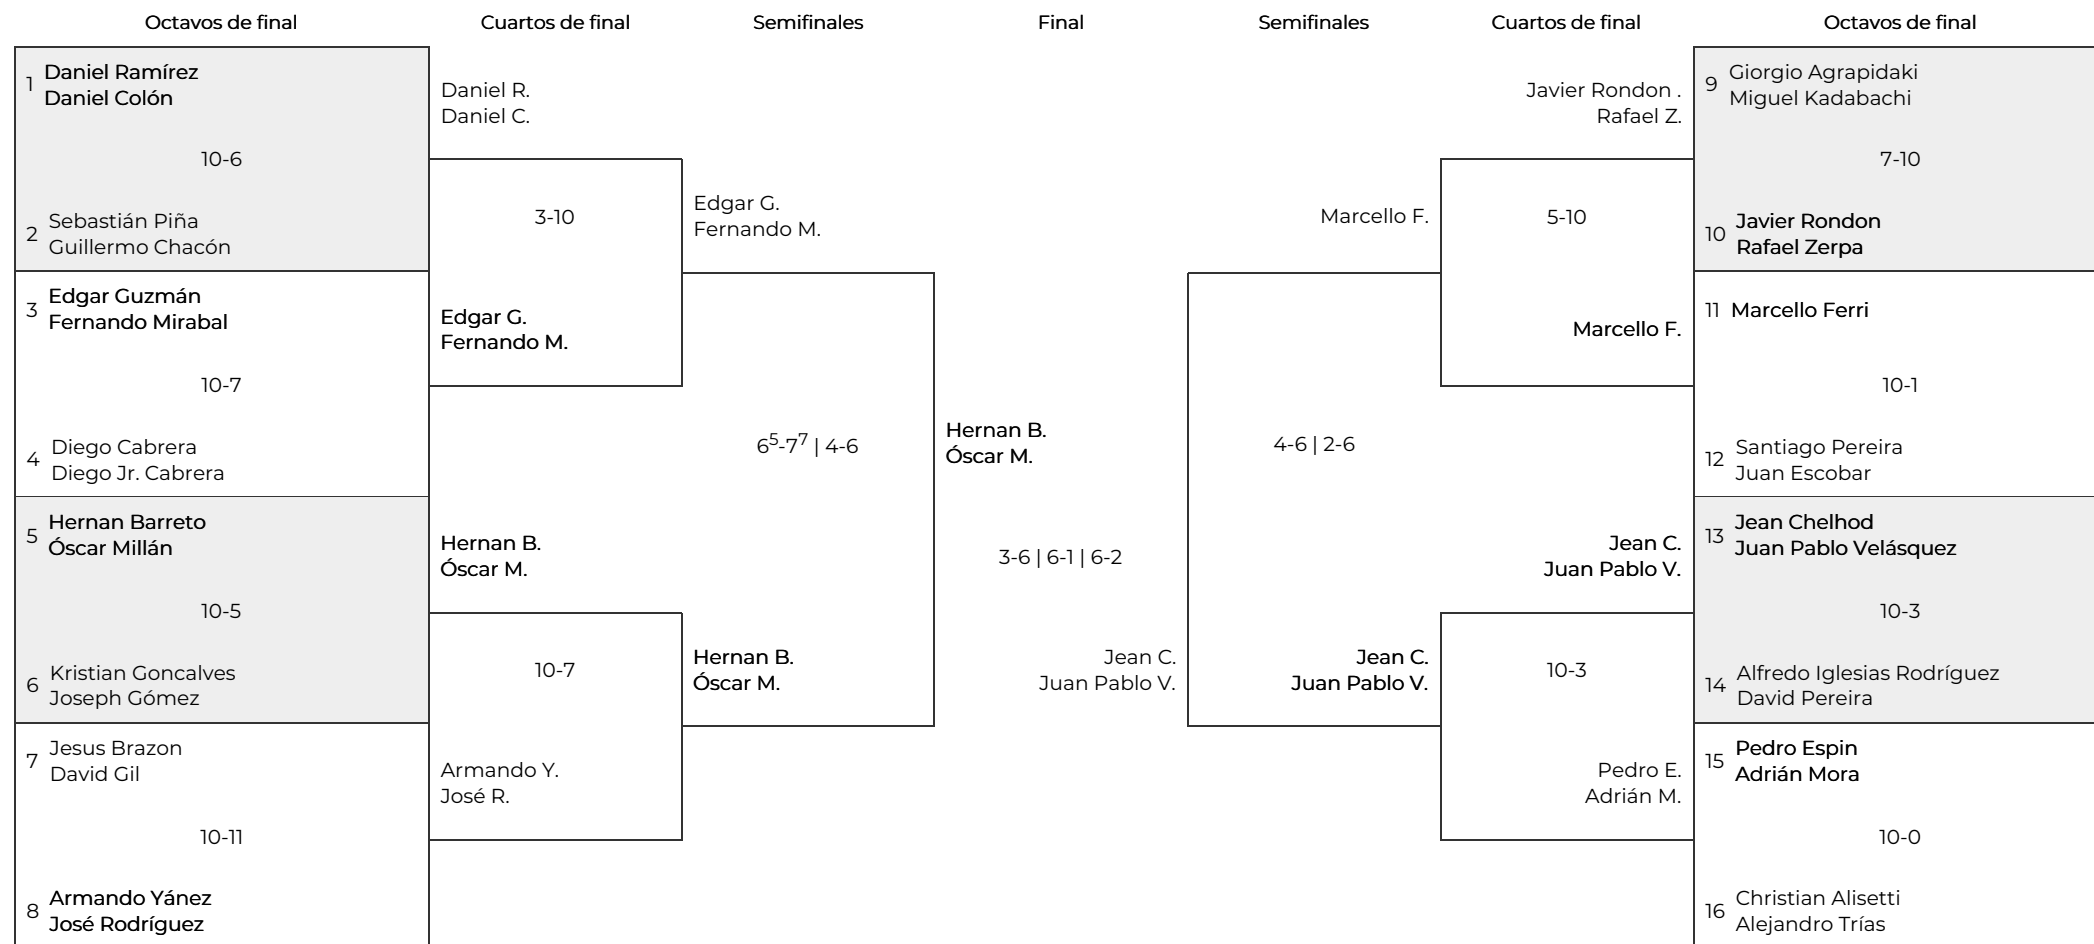 Octavos de final
Cuartos de final
Semifinales
Final
Semifinales
Cuartos de final
Octavos de final
1
Daniel Ramírez
Daniel Colón
10-6
2
Sebastián Piña
Guillermo Chacón
3
Edgar Guzmán
Fernando Mirabal
10-7
4
Diego Cabrera
Diego Jr. Cabrera
5
Hernan Barreto
Óscar Millán
10-5
6
Kristian Goncalves
Joseph Gómez
7
Jesus Brazon
David Gil
10-11
8
Armando Yánez
José Rodríguez
Daniel R.
Daniel C.
3-10
Edgar G.
Fernando M.
Hernan B.
Óscar M.
10-7
Armando Y.
José R.
Edgar G.
Fernando M.
6⁵-7⁷ | 4-6
Hernan B.
Óscar M.
Hernan B.
Óscar M.
3-6 | 6-1 | 6-2
Jean C.
Juan Pablo V.
Marcello F.
4-6 | 2-6
Jean C.
Juan Pablo V.
Javier Rondon .
Rafael Z.
5-10
Marcello F.
Jean C.
Juan Pablo V.
10-3
Pedro E.
Adrián M.
9
Giorgio Agrapidaki
Miguel Kadabachi
7-10
10
Javier Rondon
Rafael Zerpa
11
Marcello Ferri
10-1
12
Santiago Pereira
Juan Escobar
13
Jean Chelhod
Juan Pablo Velásquez
10-3
14
Alfredo Iglesias Rodríguez
David Pereira
15
Pedro Espin
Adrián Mora
10-0
16
Christian Alisetti
Alejandro Trías